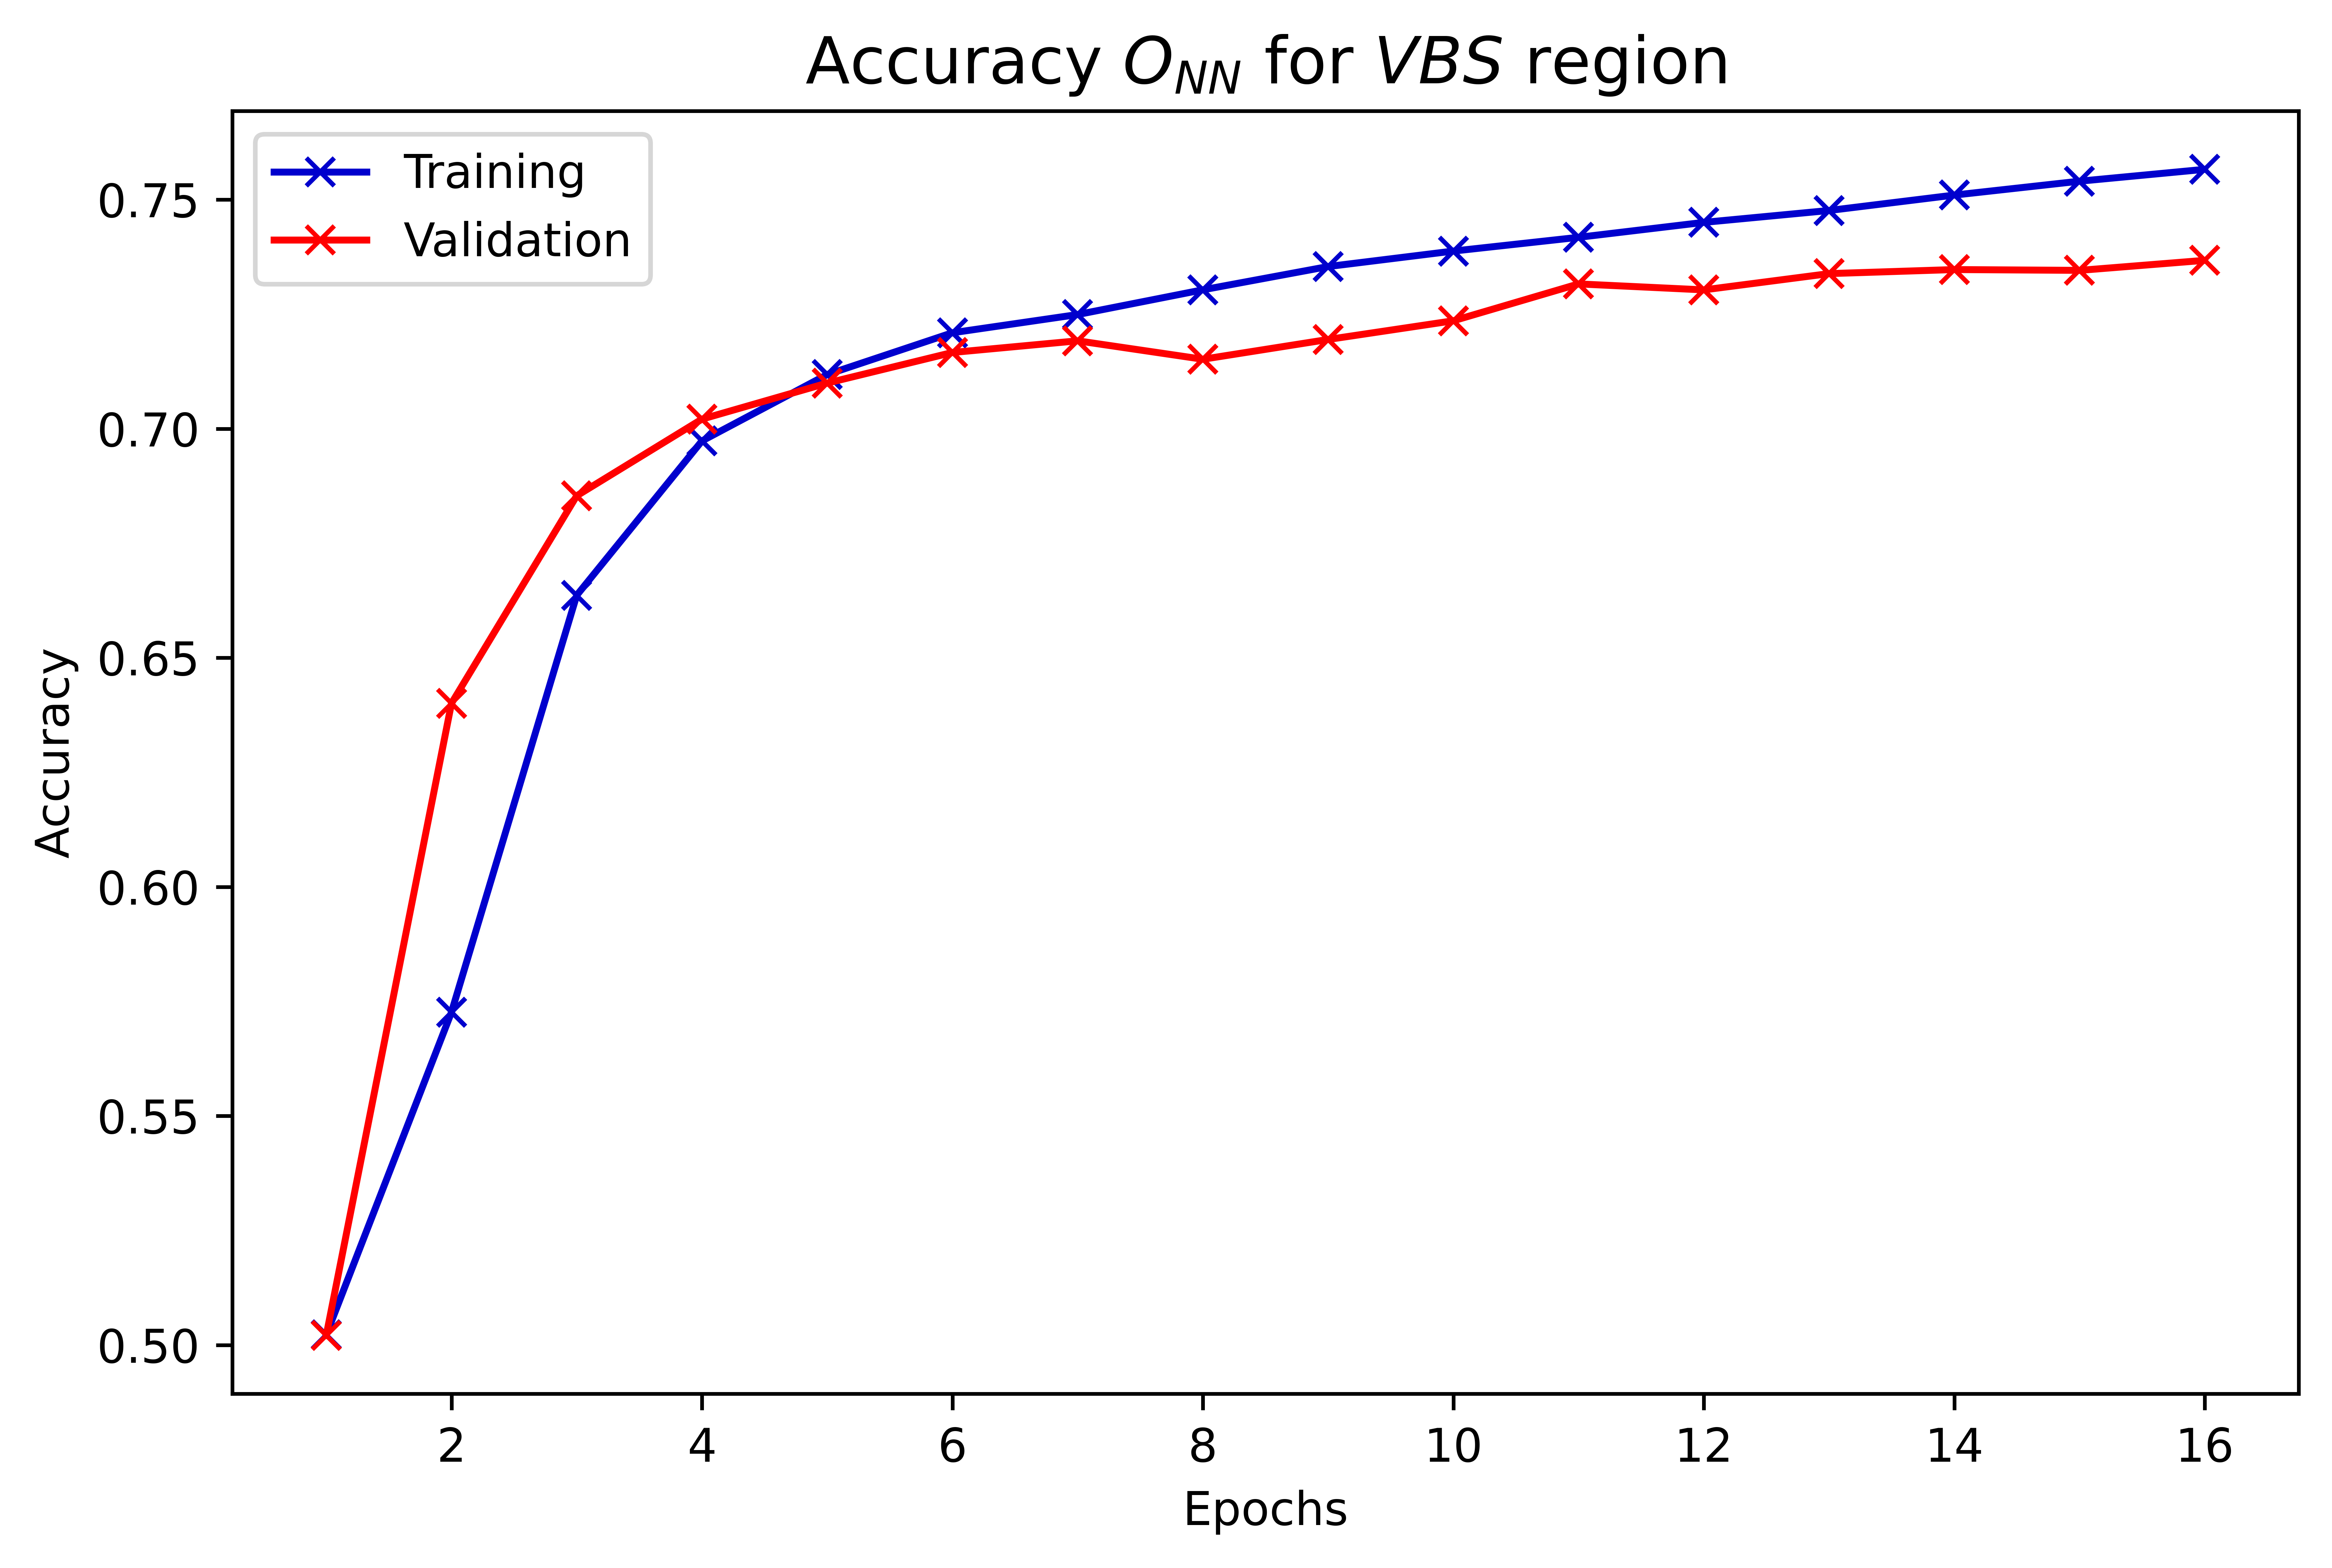 Accuracy O_NN for VBS region
Training
Validation
Accuracy
0.75
0.70
0.65
0.60
0.55
0.50
2 4 6 8 10 12 14 16
Epochs